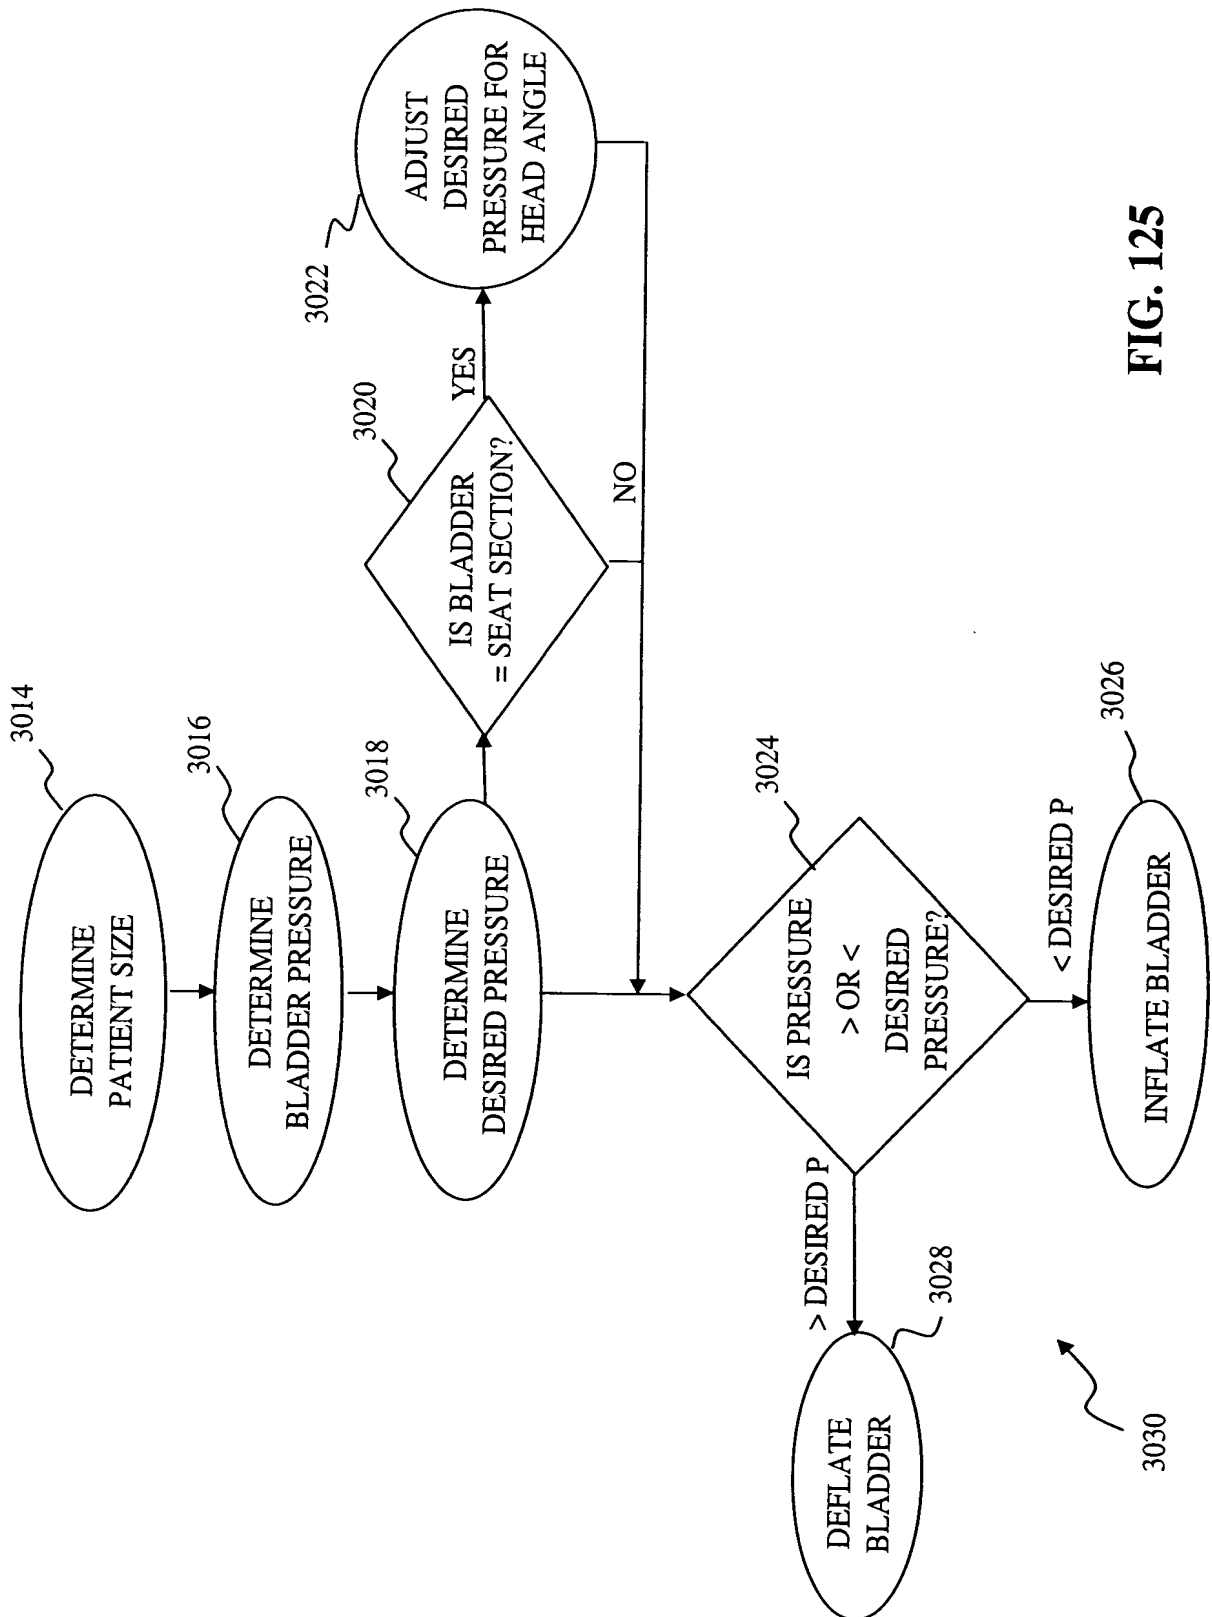 3014
DETERMINE
PATIENT SIZE
3016
DETERMINE
BLADDER PRESSURE
3018
DETERMINE
DESIRED PRESSURE
3020
IS BLADDER
= SEAT SECTION?
YES
3022
ADJUST
DESIRED
PRESSURE FOR
HEAD ANGLE
NO
3024
IS PRESSURE
> OR <
DESIRED
PRESSURE?
> DESIRED P
3028
DEFLATE
BLADDER
< DESIRED P
3026
INFLATE BLADDER
3030
FIG. 125